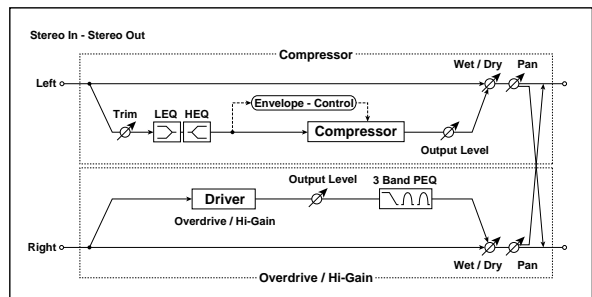 Stereo In - Stereo Out
Compressor
Wet / Dry
Pan
Left
Envelope - Control
Trim
LEQ
HEQ
Compressor
Output Level
Output Level
3 Band PEQ
Driver
Overdrive / Hi-Gain
Right
Wet / Dry
Pan
Overdrive / Hi-Gain